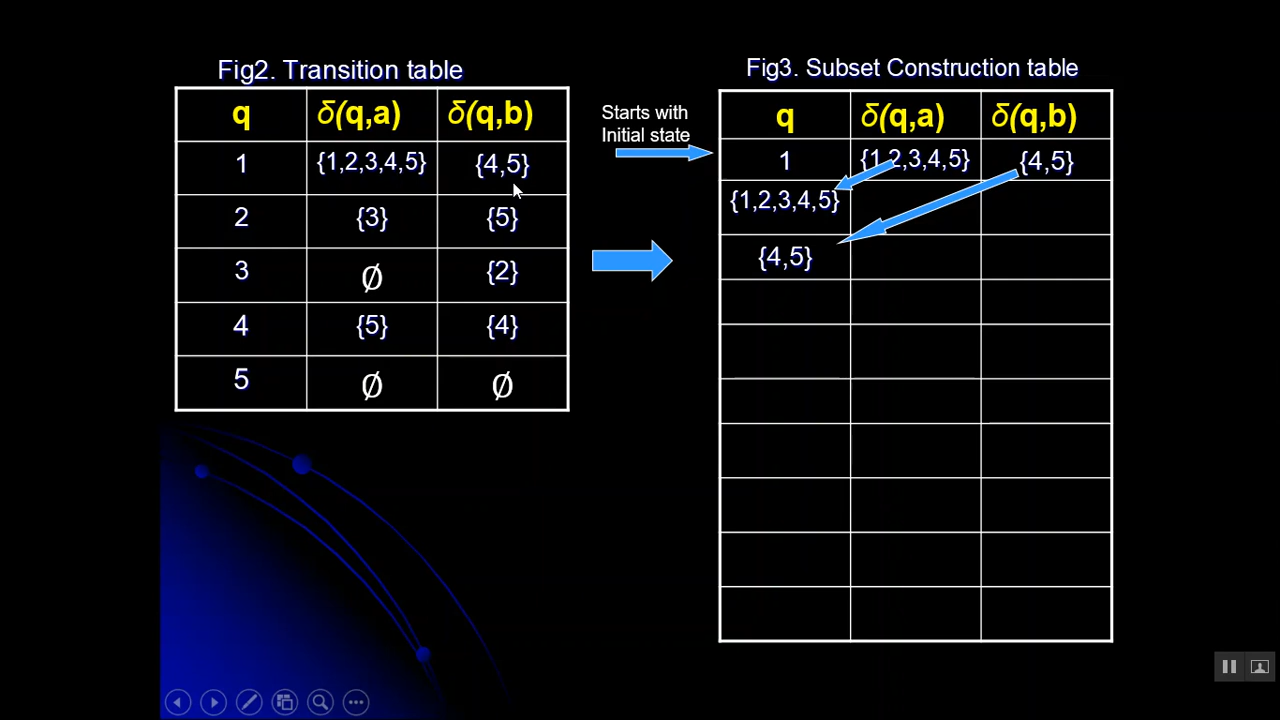 Fig2. Transition table
q δ(q,a) δ(q,b)
1 {1,2,3,4,5} {4,5}
2 {3} {5}
3 ∅ {2}
4 {5} {4}
5 ∅ ∅
Starts with
Initial state
Fig3. Subset Construction table
q δ(q,a) δ(q,b)
1 {1,2,3,4,5} {4,5}
{1,2,3,4,5}
{4,5}